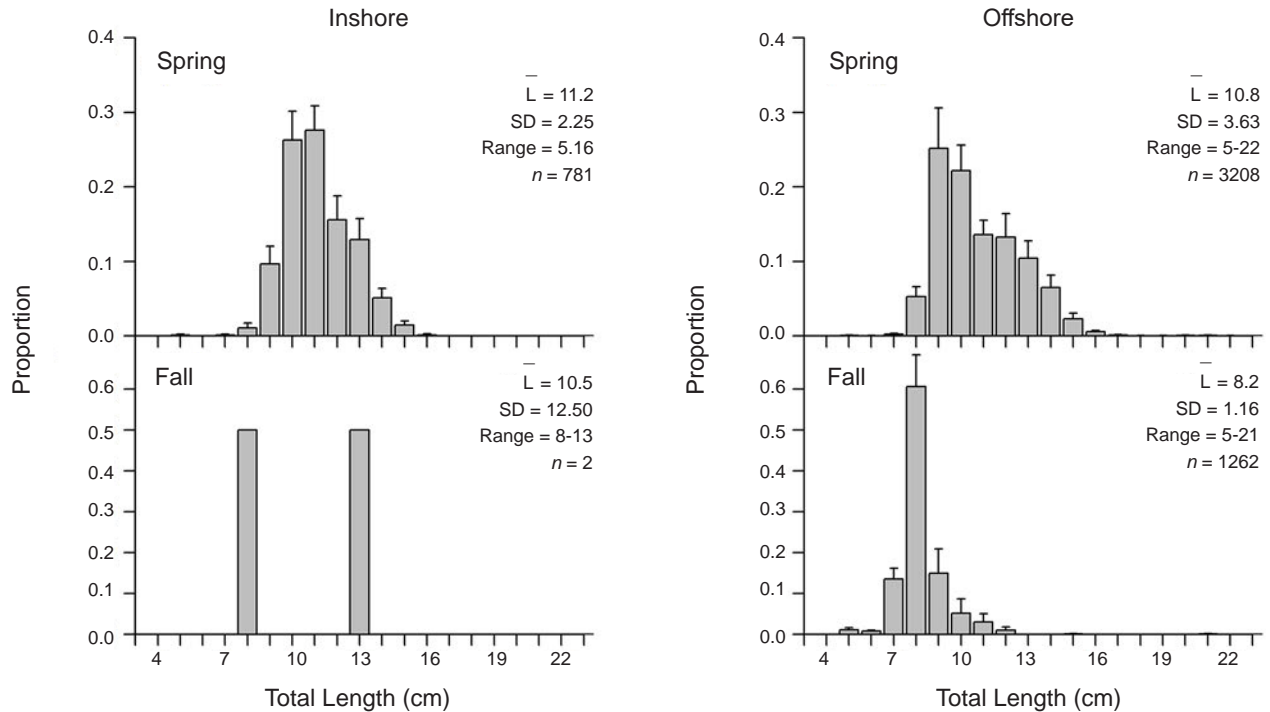 Inshore
Offshore
Proportion
0.4
0.3
0.2
0.1
0.0
Spring
L̅ = 11.2
SD = 2.25
Range = 5.16
n = 781
0.6
0.5
0.4
0.3
0.2
0.1
0.0
Fall
L̅ = 10.5
SD = 12.50
Range = 8-13
n = 2
4 7 10 13 16 19 22
Total Length (cm)
Proportion
0.4
0.3
0.2
0.1
0.0
Spring
L̅ = 10.8
SD = 3.63
Range = 5-22
n = 3208
0.6
0.5
0.4
0.3
0.2
0.1
0.0
Fall
L̅ = 8.2
SD = 1.16
Range = 5-21
n = 1262
4 7 10 13 16 19 22
Total Length (cm)